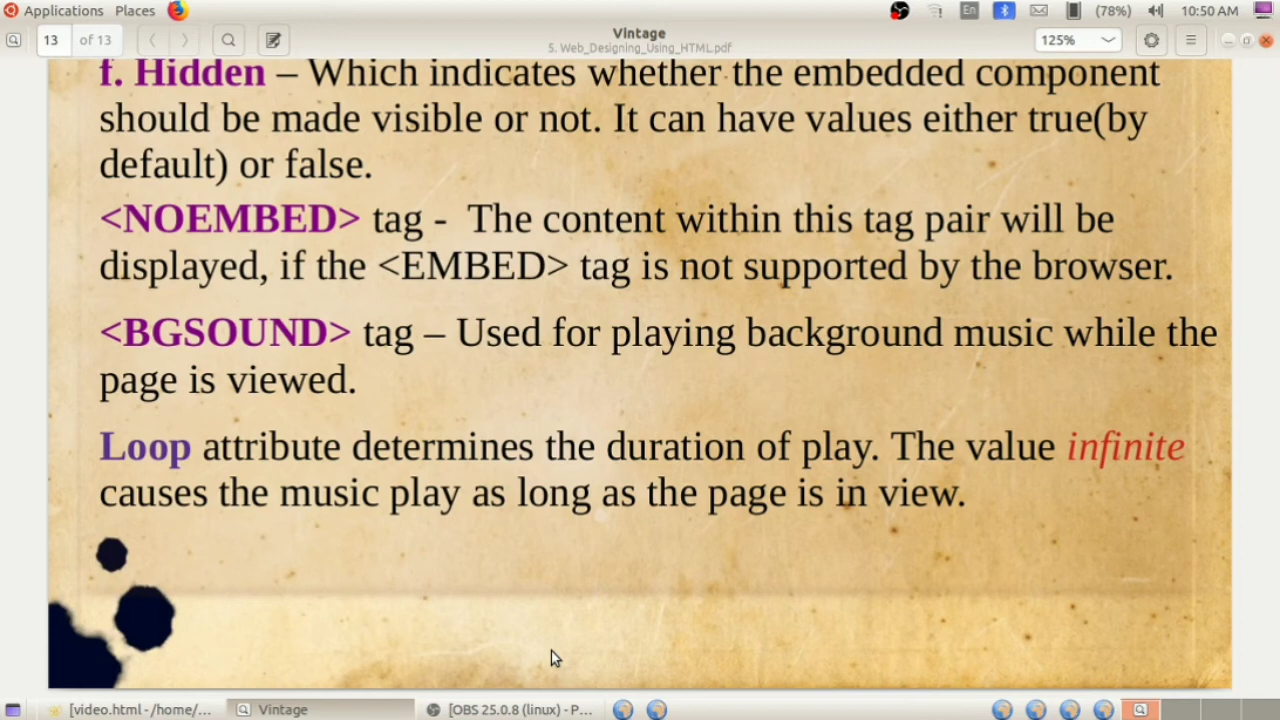 Applications Places En (78%) 10:50 AM
13 of 13 Vintage 125%
5. Web_Designing_Using_HTML.pdf
f. Hidden – Which indicates whether the embedded component
should be made visible or not. It can have values either true(by
default) or false.
<NOEMBED> tag - The content within this tag pair will be
displayed, if the <EMBED> tag is not supported by the browser.
<BGSOUND> tag – Used for playing background music while the
page is viewed.
Loop attribute determines the duration of play. The value infinite
causes the music play as long as the page is in view.
[video.html - /home/... Vintage [OBS 25.0.8 (linux) - P...